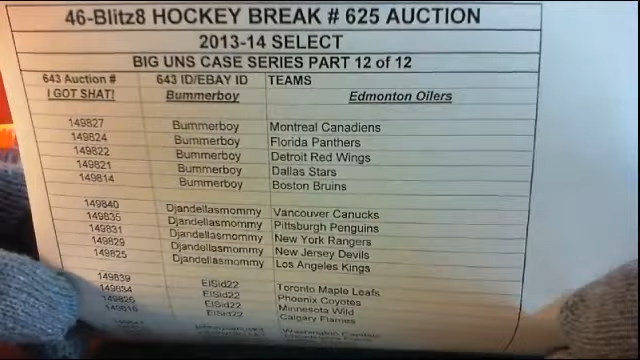 46-Blitz8 HOCKEY BREAK # 625 AUCTION
2013-14 SELECT
BIG UNS CASE SERIES PART 12 of 12
643 Auction # 643 ID/EBAY ID TEAMS
I GOT SHAT! Bummerboy Edmonton Oilers
149827 Bummerboy Montreal Canadiens
149824 Bummerboy Florida Panthers
149822 Bummerboy Detroit Red Wings
149821 Bummerboy Dallas Stars
149814 Bummerboy Boston Bruins
149840 Djandellasmommy Vancouver Canucks
149835 Djandellasmommy Pittsburgh Penguins
149831 Djandellasmommy New York Rangers
149829 Djandellasmommy New Jersey Devils
149825 Djandellasmommy Los Angeles Kings
149839 ElSid22 Toronto Maple Leafs
149834 ElSid22 Phoenix Coyotes
149826 ElSid22 Minnesota Wild
ElSid22 Calgary Flames
Washington